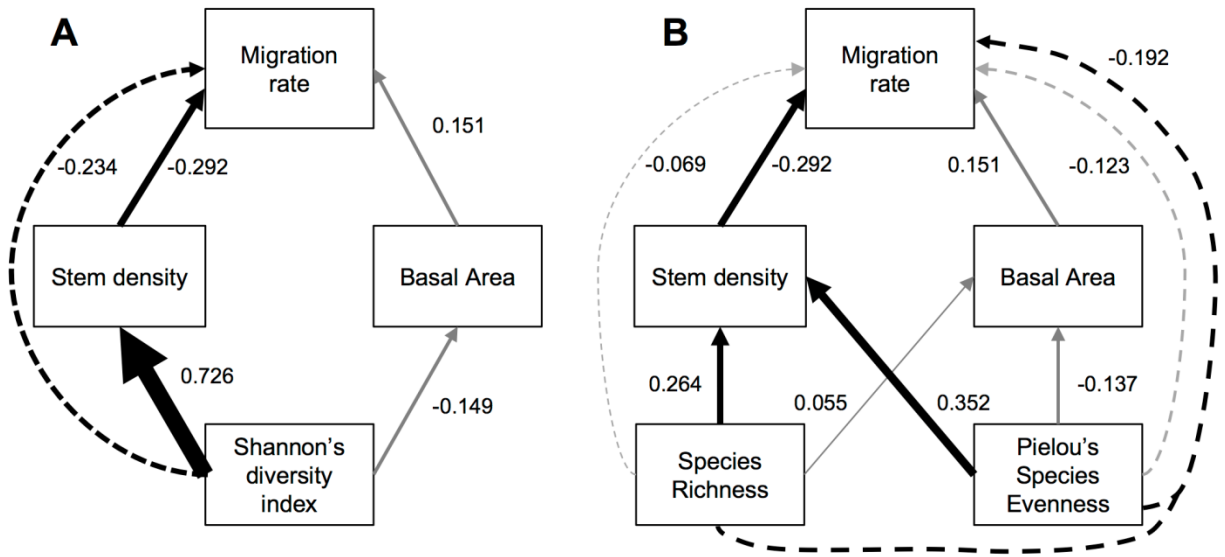 A
Migration
rate
0.151
-0.234
-0.292
Stem density
Basal Area
0.726
-0.149
Shannon’s
diversity
index
B
Migration
rate
-0.192
-0.069
-0.292
0.151
-0.123
Stem density
Basal Area
0.264
0.055
0.352
-0.137
Species
Richness
Pielou’s
Species
Evenness